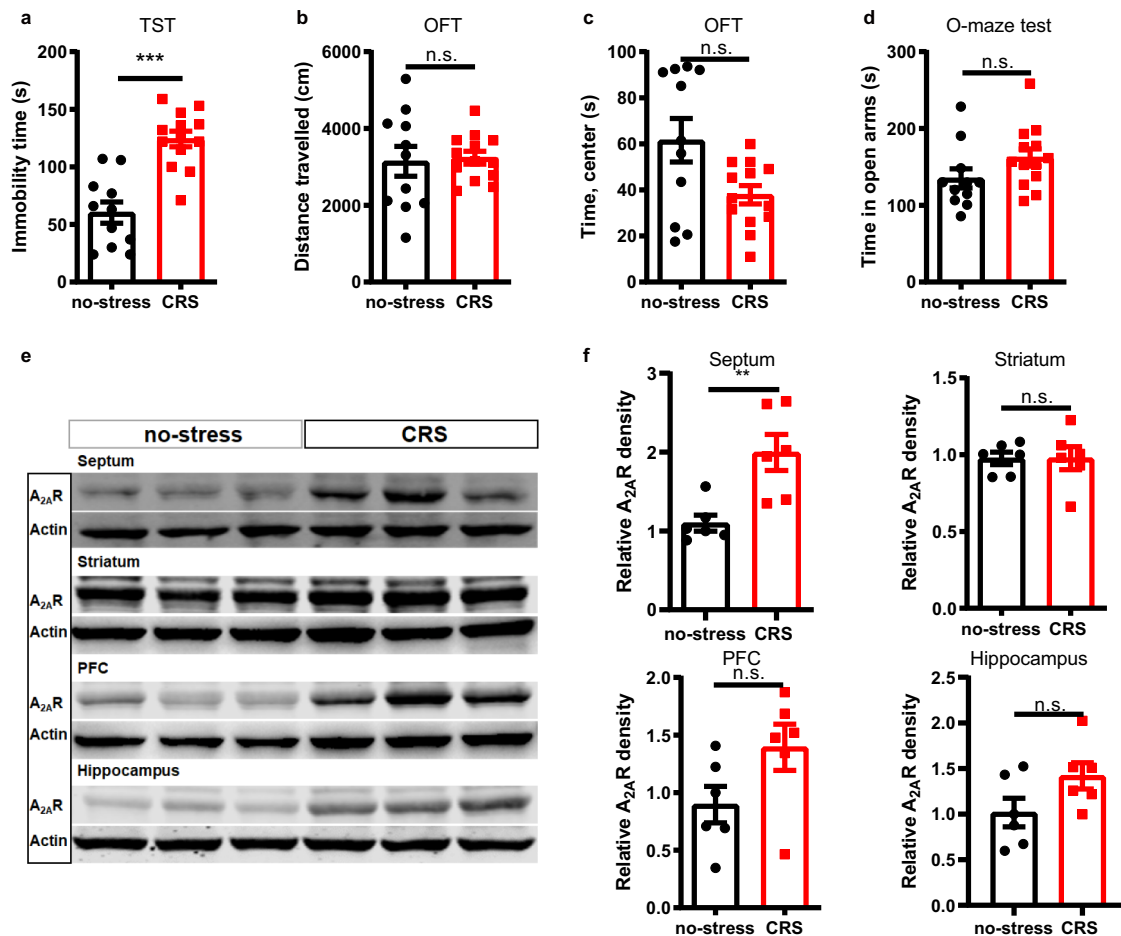 a
TST
Immobility time (s)
200
150
100
50
0
***
no-stress CRS
b
OFT
Distance travelled (cm)
6000
4000
2000
0
n.s.
no-stress CRS
c
OFT
Time, center (s)
100
80
60
40
20
0
n.s.
no-stress CRS
d
O-maze test
Time in open arms (s)
300
200
100
0
n.s.
no-stress CRS
e
no-stress CRS
Septum
A2AR
Actin
Striatum
A2AR
Actin
PFC
A2AR
Actin
Hippocampus
A2AR
Actin
f
Septum
Relative A2AR density
3
2
1
0
**
no-stress CRS
Striatum
Relative A2AR density
1.5
1.0
0.5
0.0
n.s.
no-stress CRS
PFC
Relative A2AR density
2.0
1.5
1.0
0.5
0.0
n.s.
no-stress CRS
Hippocampus
Relative A2AR density
2.5
2.0
1.5
1.0
0.5
0.0
n.s.
no-stress CRS